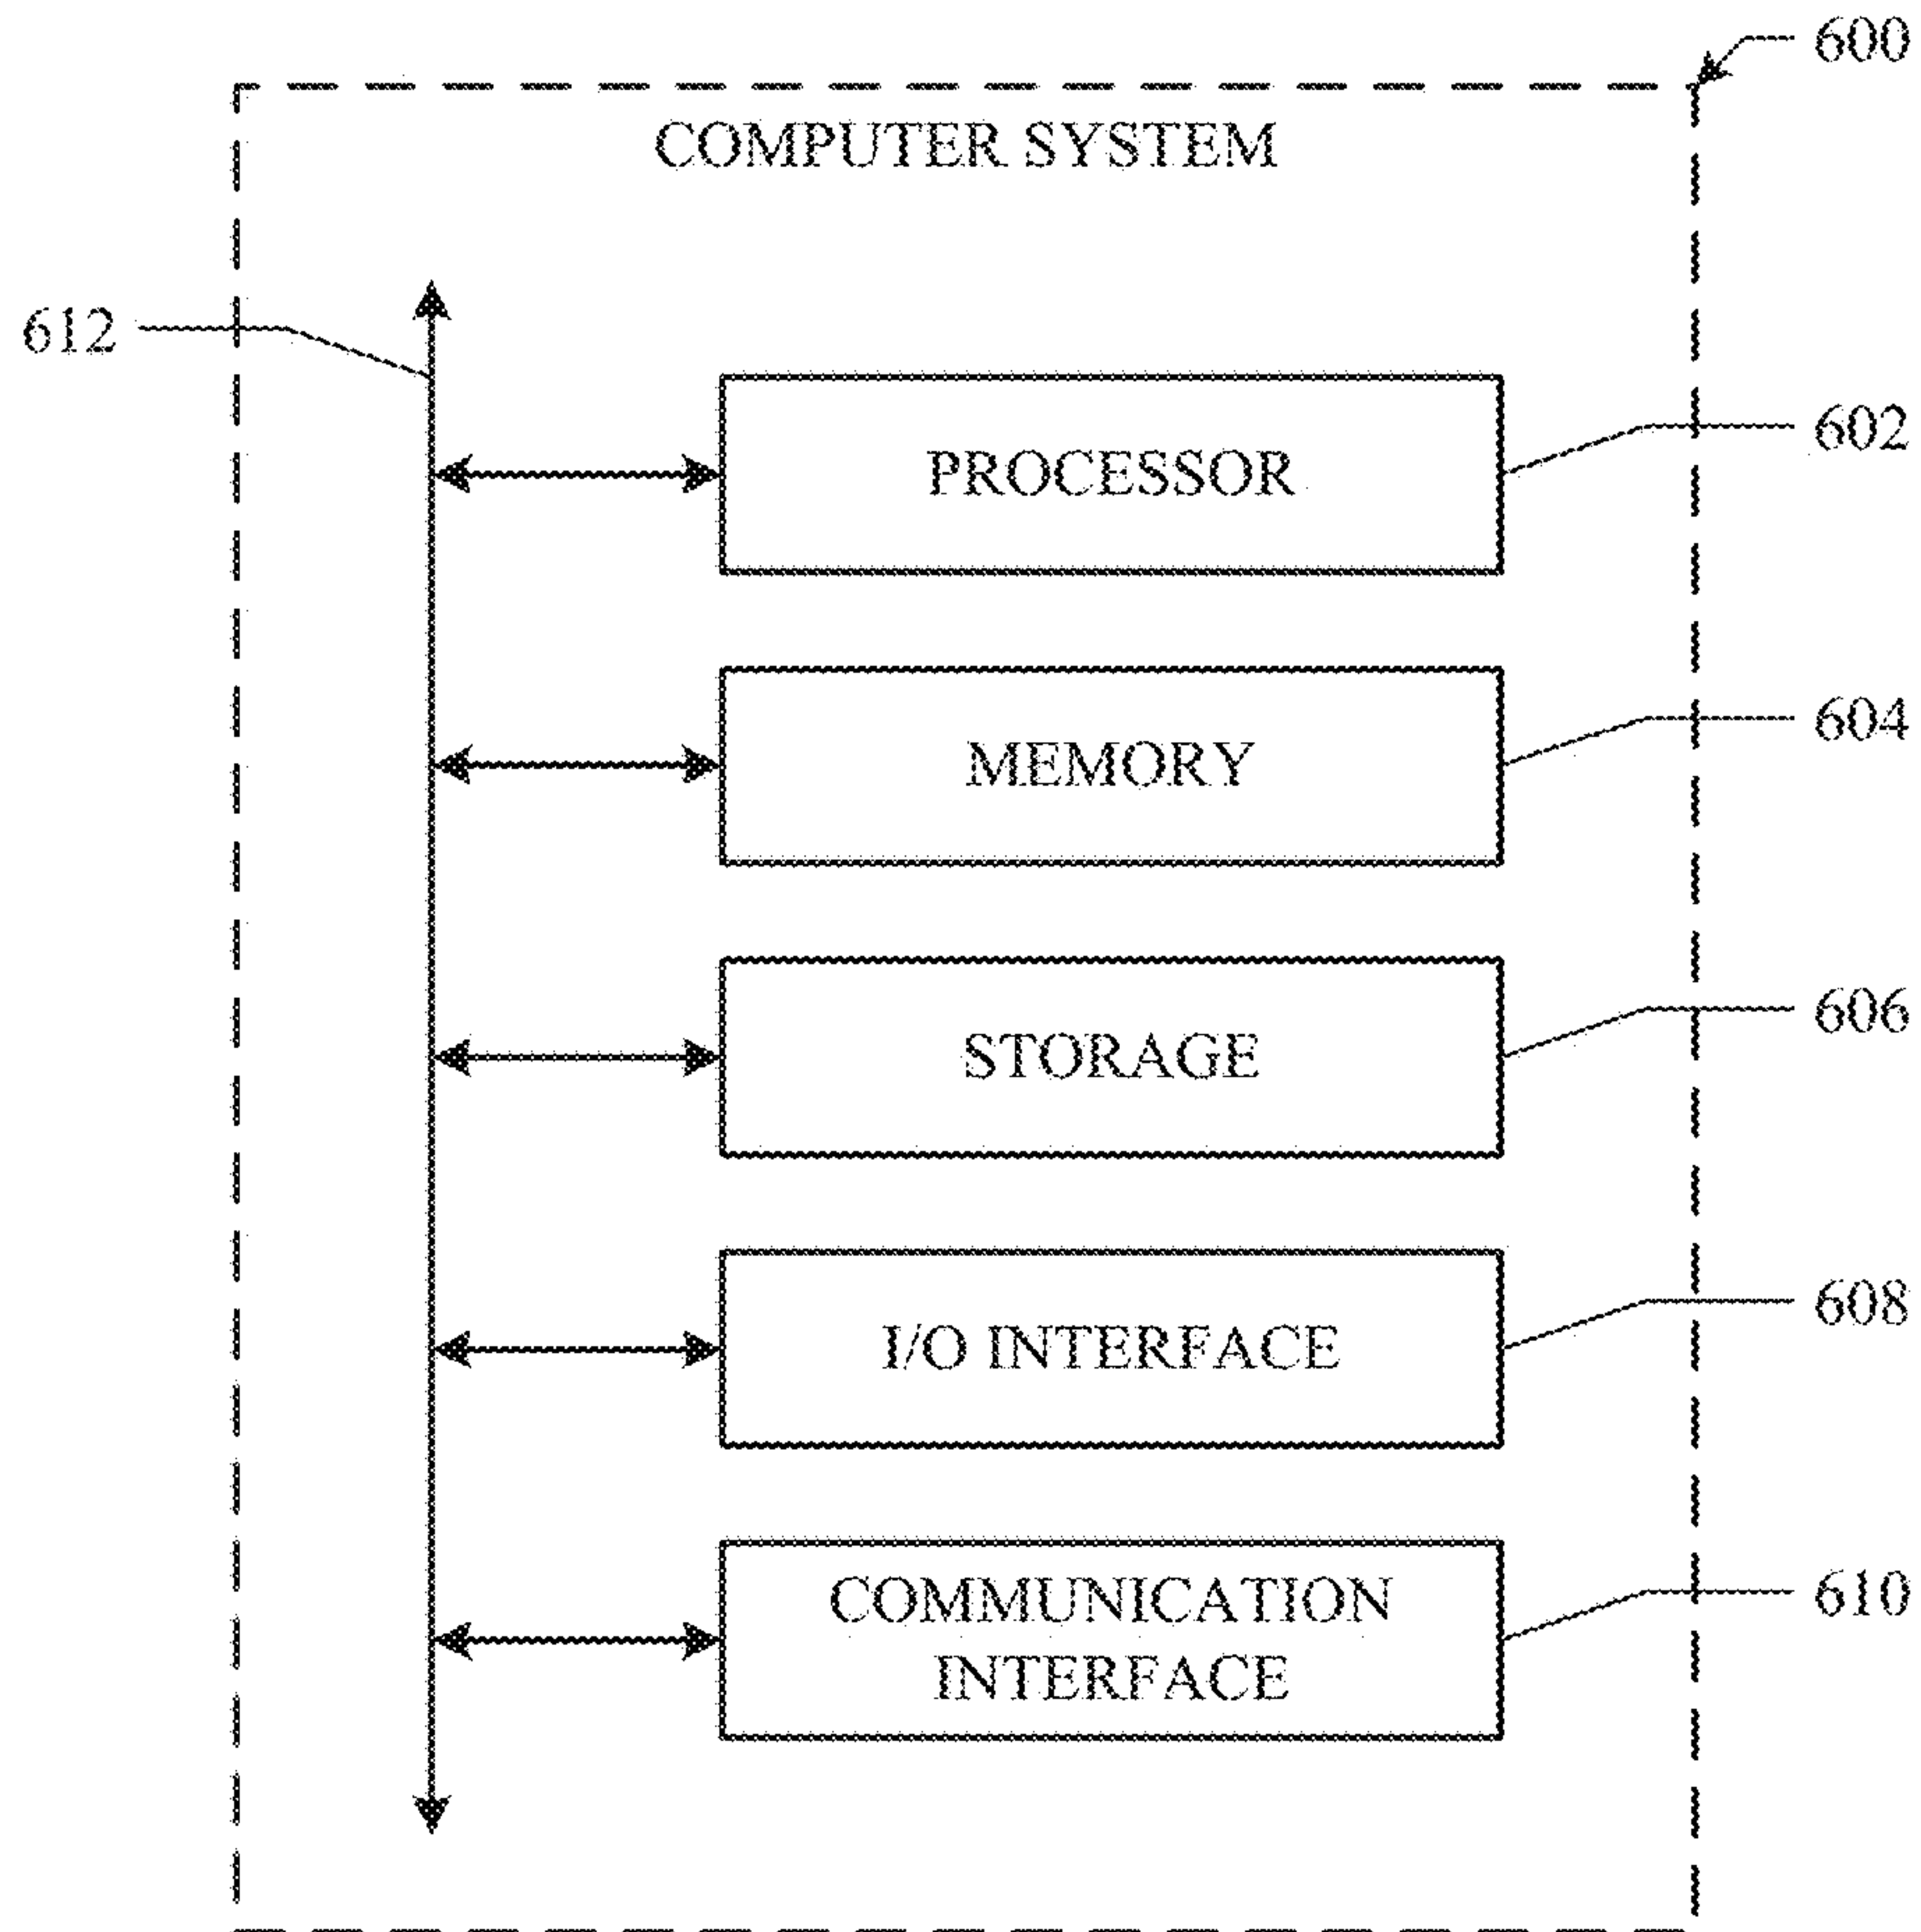 600
COMPUTER SYSTEM
612
602
PROCESSOR
604
MEMORY
606
STORAGE
608
I/O INTERFACE
610
COMMUNICATION
INTERFACE